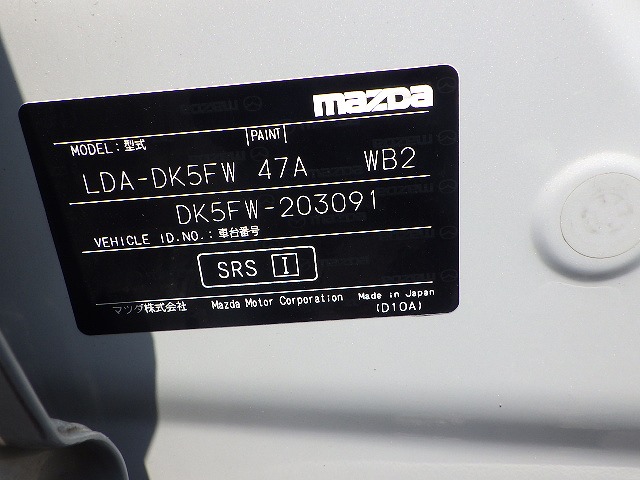 mazda
MODEL：型式 PAINT
LDA-DK5FW 47A WB2
DK5FW-203091
VEHICLE ID.NO.：車台番号
SRS I
マツダ株式会社 Mazda Motor Corporation Made in Japan
(D10A)